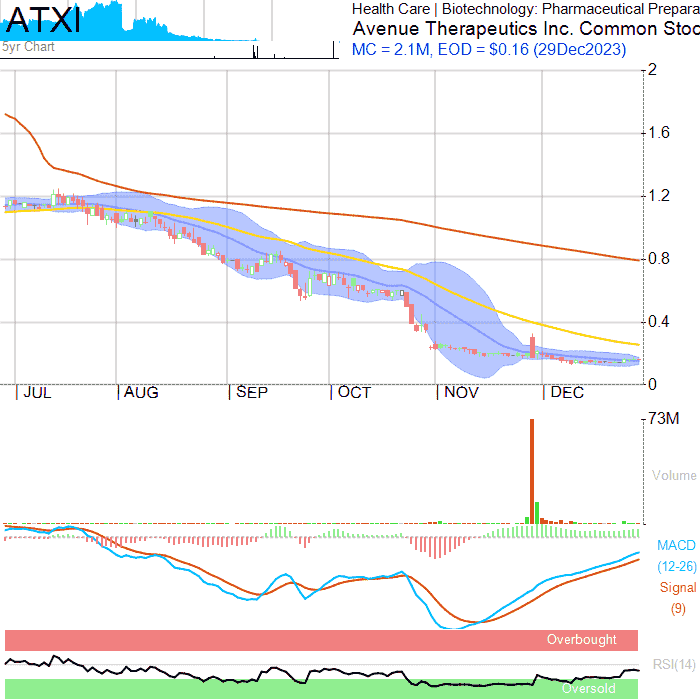 ATXI
5yr Chart
Health Care | Biotechnology: Pharmaceutical Prepara
Avenue Therapeutics Inc. Common Stoc
MC = 2.1M, EOD = $0.16 (29Dec2023)
2
1.6
1.2
0.8
0.4
0
JUL AUG SEP OCT NOV DEC
73M
Volume
MACD
(12-26)
Signal
(9)
Overbought
RSI(14)
Oversold